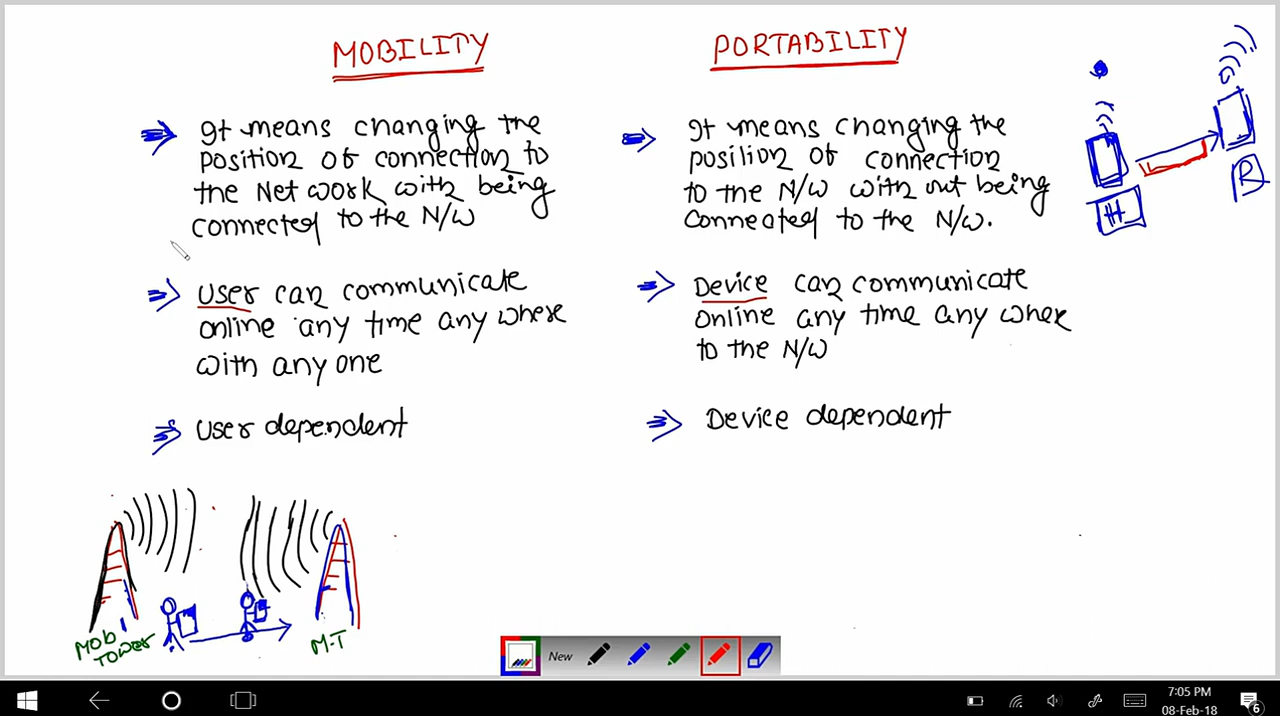 MOBILITY
It means changing the
position of connection to
the Net work with being
connected to the N/W
User can communicate
online any time any where
with any one
User dependent
MOB
TOWER
M-T
PORTABILITY
It means changing the
position of connection
to the N/W with out being
Connected to the N/W.
Device can communicate
online any time any where
to the N/W
Device dependent
H
R
New
7:05 PM
08-Feb-18
6